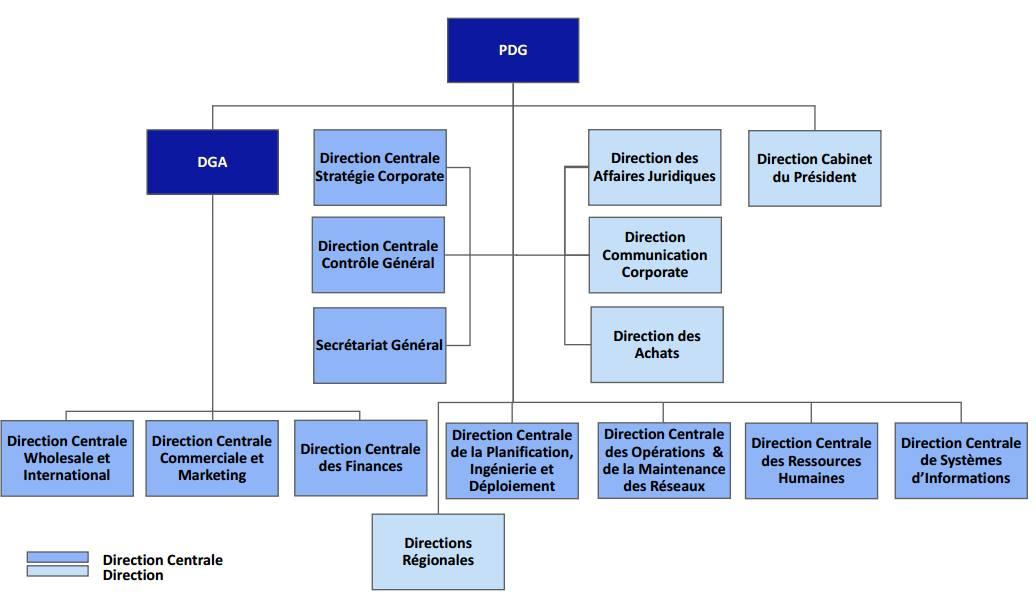 PDG
DGA
Direction Centrale
Stratégie Corporate
Direction des
Affaires Juridiques
Direction Cabinet
du Président
Direction Centrale
Contrôle Général
Direction
Communication
Corporate
Secrétariat Général
Direction des
Achats
Direction Centrale
Wholesale et
International
Direction Centrale
Commerciale et
Marketing
Direction Centrale
des Finances
Direction Centrale
de la Planification,
Ingénierie et
Déploiement
Direction Centrale
des Opérations &
de la Maintenance
des Réseaux
Direction Centrale
des Ressources
Humaines
Direction Centrale
de Systèmes
d’Informations
Directions
Régionales
Direction Centrale
Direction